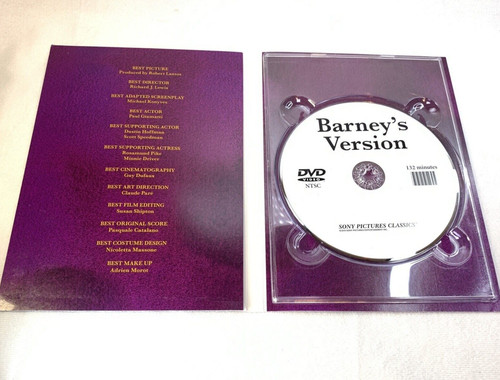 BEST PICTURE
Produced by Robert Lantos
BEST DIRECTOR
Richard J. Lewis
BEST ADAPTED SCREENPLAY
Michael Konyves
BEST ACTOR
Paul Giamatti
BEST SUPPORTING ACTOR
Dustin Hoffman
Scott Speedman
BEST SUPPORTING ACTRESS
Rosamund Pike
Minnie Driver
BEST CINEMATOGRAPHY
Guy Dufaux
BEST ART DIRECTION
Claude Paré
BEST FILM EDITING
Susan Shipton
BEST ORIGINAL SCORE
Pasquale Catalano
BEST COSTUME DESIGN
Nicoletta Massone
BEST MAKE UP
Adrien Morot
Barney's
Version
DVD
VIDEO
NTSC
132 minutes
SONY PICTURES CLASSICS